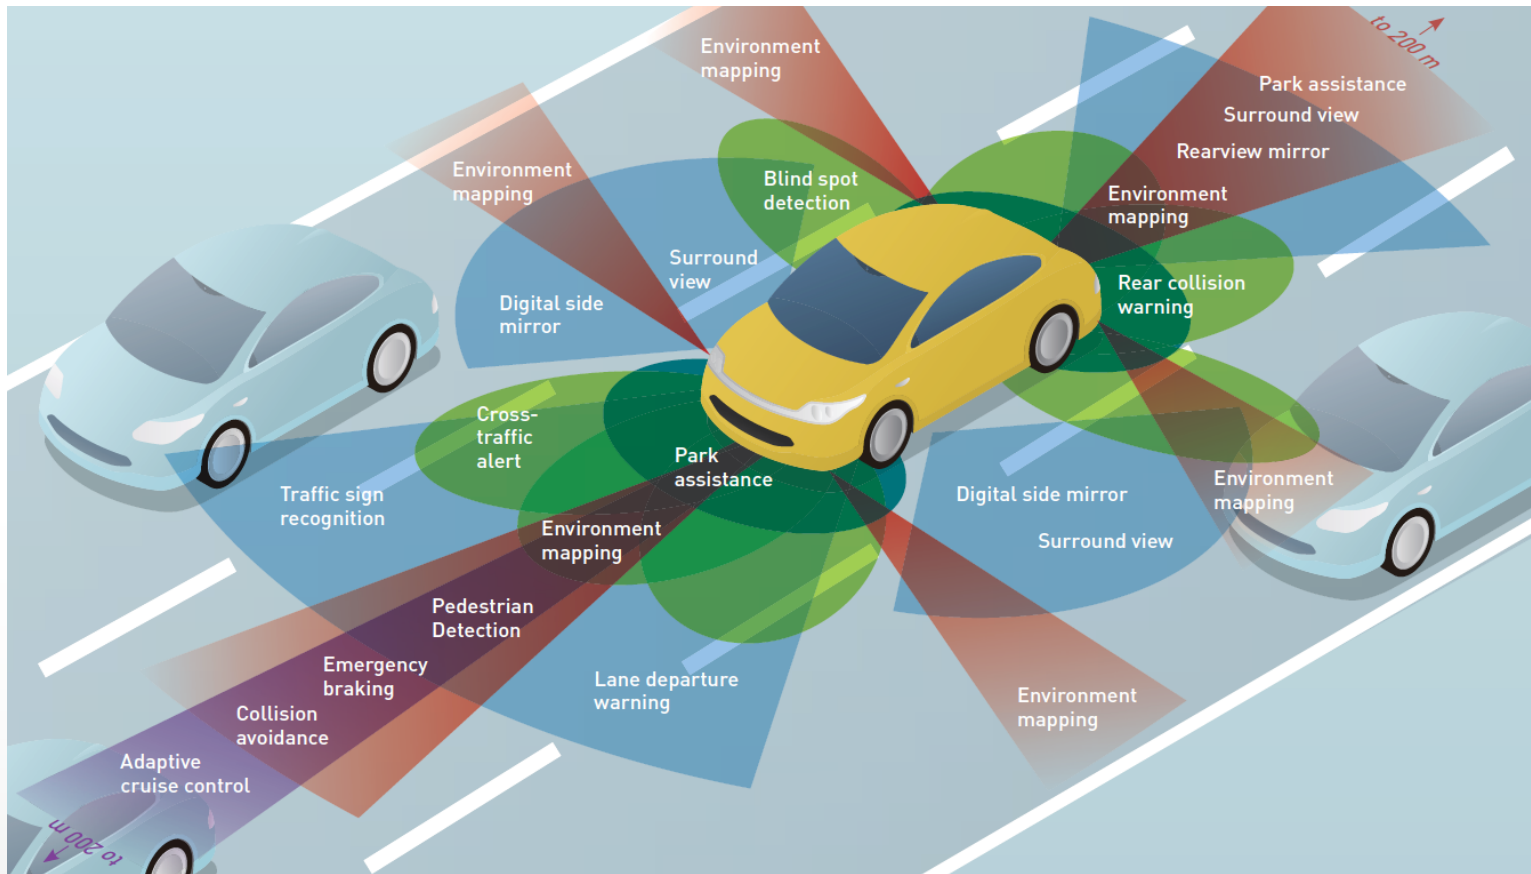 Environment
mapping
to 200 m
Park assistance
Surround view
Rearview mirror
Environment
mapping
Environment
mapping
Blind spot
detection
Surround
view
Digital side
mirror
Rear collision
warning
Cross-
traffic
alert
Park
assistance
Traffic sign
recognition
Environment
mapping
Digital side mirror
Surround view
Environment
mapping
Pedestrian
Detection
Emergency
braking
Collision
avoidance
Adaptive
cruise control
Lane departure
warning
Environment
mapping
to 200 m